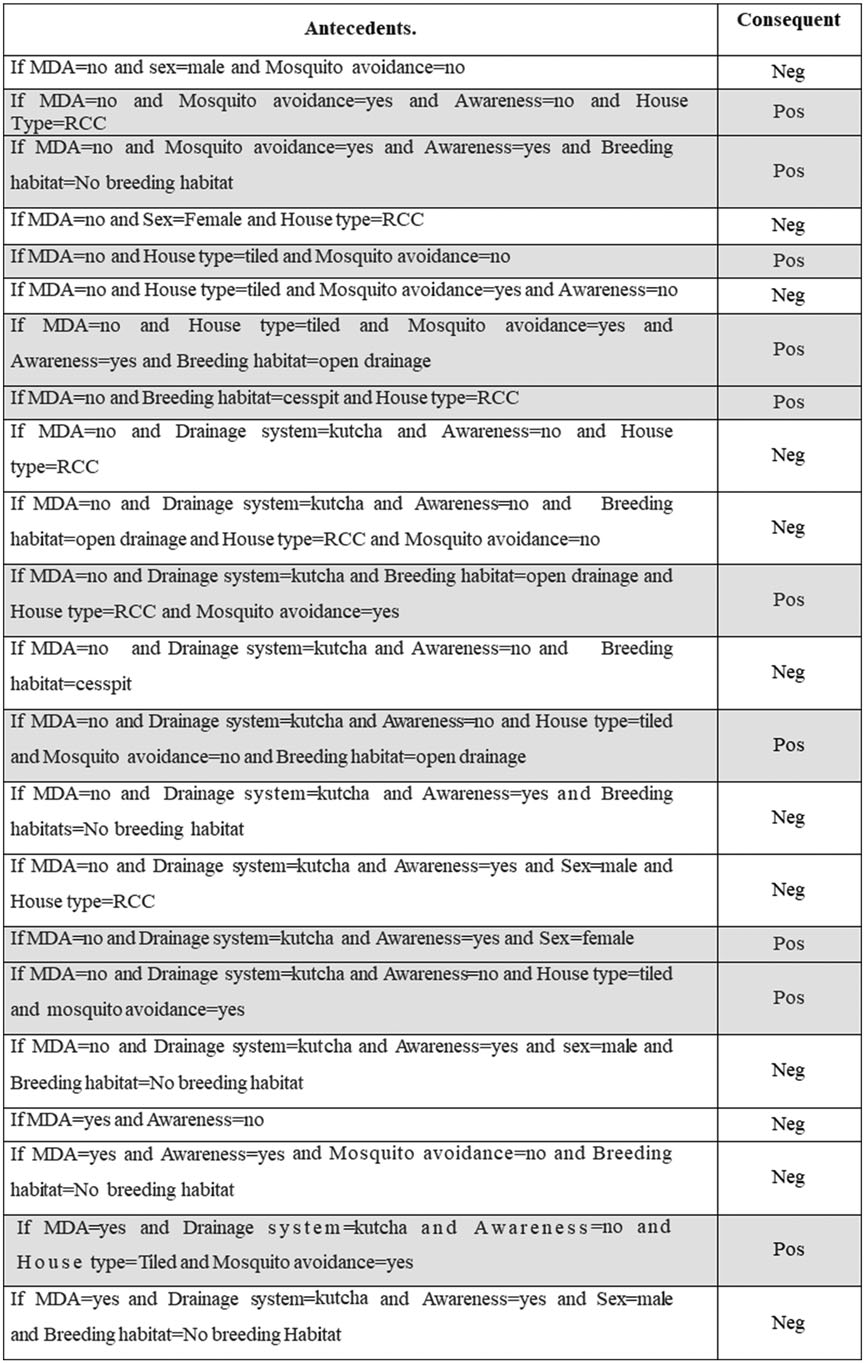 Antecedents.
Consequent
If MDA=no and sex=male and Mosquito avoidance=no
Neg
If MDA=no and Mosquito avoidance=yes and Awareness=no and House
Type=RCC
Pos
If MDA=no and Mosquito avoidance=yes and Awareness=yes and Breeding
habitat=No breeding habitat
Pos
If MDA=no and Sex=Female and House type=RCC
Neg
If MDA=no and House type=tiled and Mosquito avoidance=no
Pos
If MDA=no and House type=tiled and Mosquito avoidance=yes and Awareness=no
Neg
If MDA=no and House type=tiled and Mosquito avoidance=yes and
Awareness=yes and Breeding habitat=open drainage
Pos
If MDA=no and Breeding habitat=cesspit and House type=RCC
Pos
If MDA=no and Drainage system=kutcha and Awareness=no and House
type=RCC
Neg
If MDA=no and Drainage system=kutcha and Awareness=no and Breeding
habitat=open drainage and House type=RCC and Mosquito avoidance=no
Neg
If MDA=no and Drainage system=kutcha and Breeding habitat=open drainage and
House type=RCC and Mosquito avoidance=yes
Pos
If MDA=no and Drainage system=kutcha and Awareness=no and Breeding
habitat=cesspit
Neg
If MDA=no and Drainage system=kutcha and Awareness=no and House type=tiled
and Mosquito avoidance=no and Breeding habitat=open drainage
Pos
If MDA=no and Drainage system=kutcha and Awareness=yes and Breeding
habitats=No breeding habitat
Neg
If MDA=no and Drainage system=kutcha and Awareness=yes and Sex=male and
House type=RCC
Neg
If MDA=no and Drainage system=kutcha and Awareness=yes and Sex=female
Pos
If MDA=no and Drainage system=kutcha and Awareness=no and House type=tiled
and mosquito avoidance=yes
Pos
If MDA=no and Drainage system=kutcha and Awareness=yes and sex=male and
Breeding habitat=No breeding habitat
Neg
If MDA=yes and Awareness=no
Neg
If MDA=yes and Awareness=yes and Mosquito avoidance=no and Breeding
habitat=No breeding habitat
Neg
If MDA=yes and Drainage system=kutcha and Awareness=no and
House type=Tiled and Mosquito avoidance=yes
Pos
If MDA=yes and Drainage system=kutcha and Awareness=yes and Sex=male
and Breeding habitat=No breeding Habitat
Neg